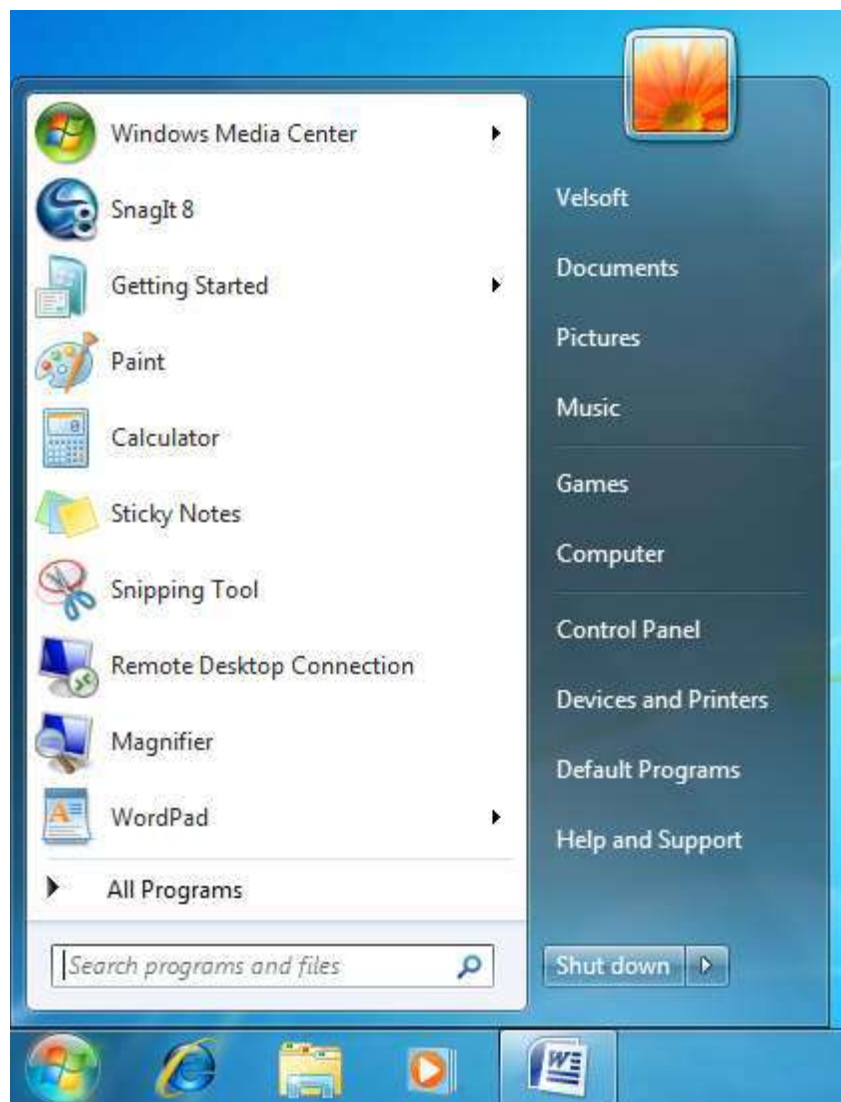 Windows Media Center
SnagIt 8
Getting Started
Paint
Calculator
Sticky Notes
Snipping Tool
Remote Desktop Connection
Magnifier
WordPad
All Programs
Search programs and files
Velsoft
Documents
Pictures
Music
Games
Computer
Control Panel
Devices and Printers
Default Programs
Help and Support
Shut down